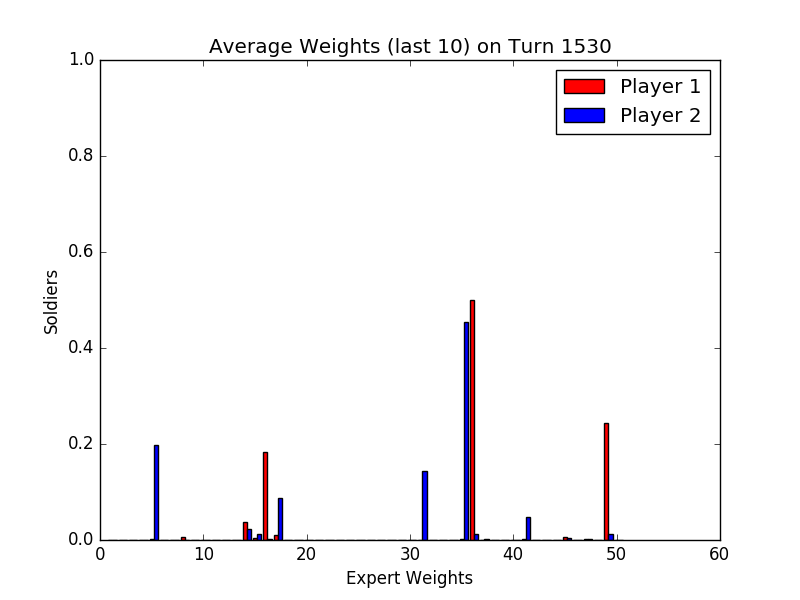 Average Weights (last 10) on Turn 1530
1.0
0.8
0.6
0.4
0.2
0.0
Soldiers
Player 1
Player 2
0 10 20 30 40 50 60
Expert Weights